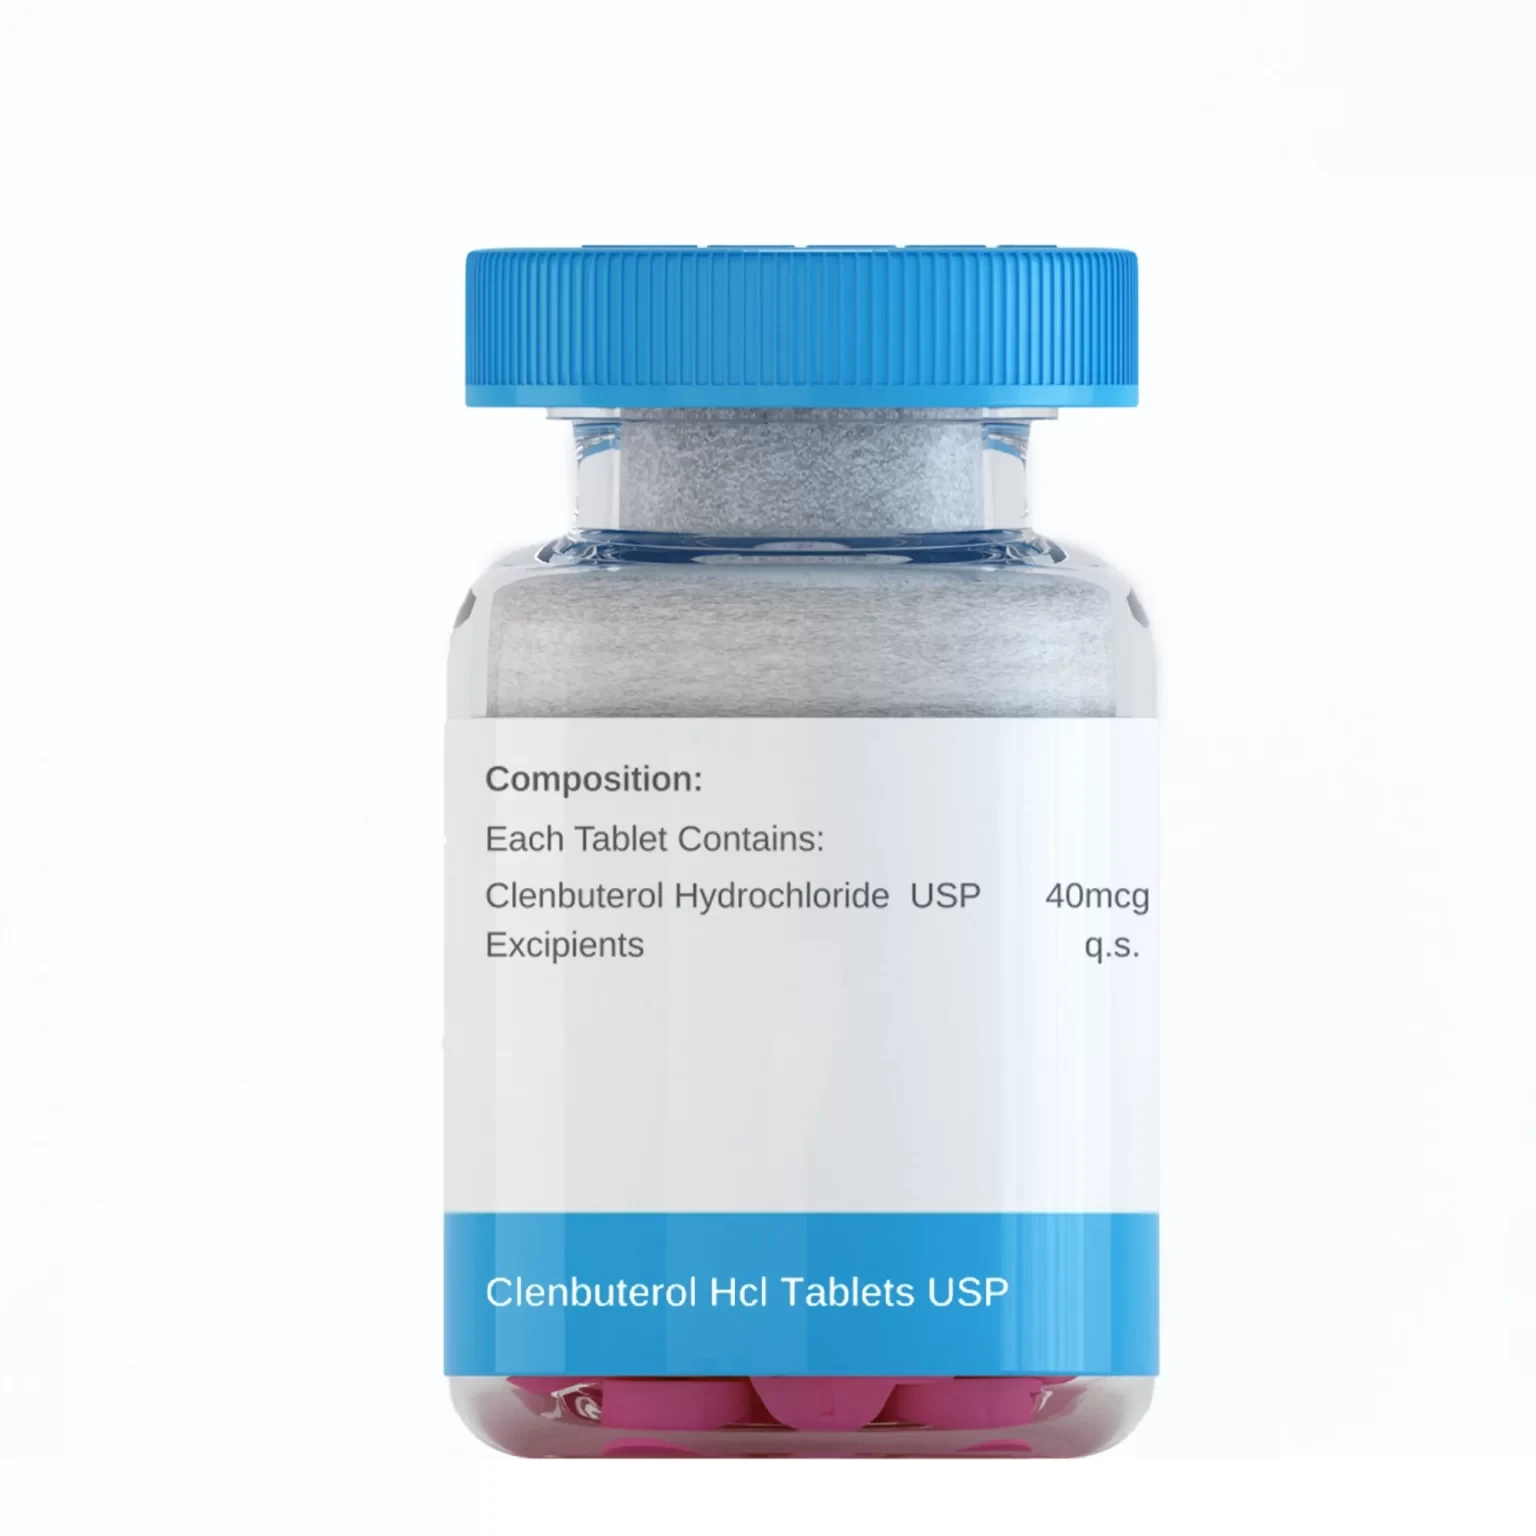 Composition:
Each Tablet Contains:
Clenbuterol Hydrochloride USP 40mcg
Excipients q.s.
Clenbuterol Hcl Tablets USP